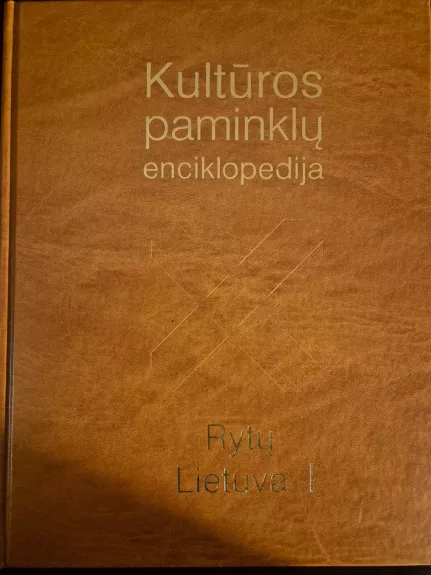 Kultūros
paminklų
enciklopedija
Rytų
Lietuva I